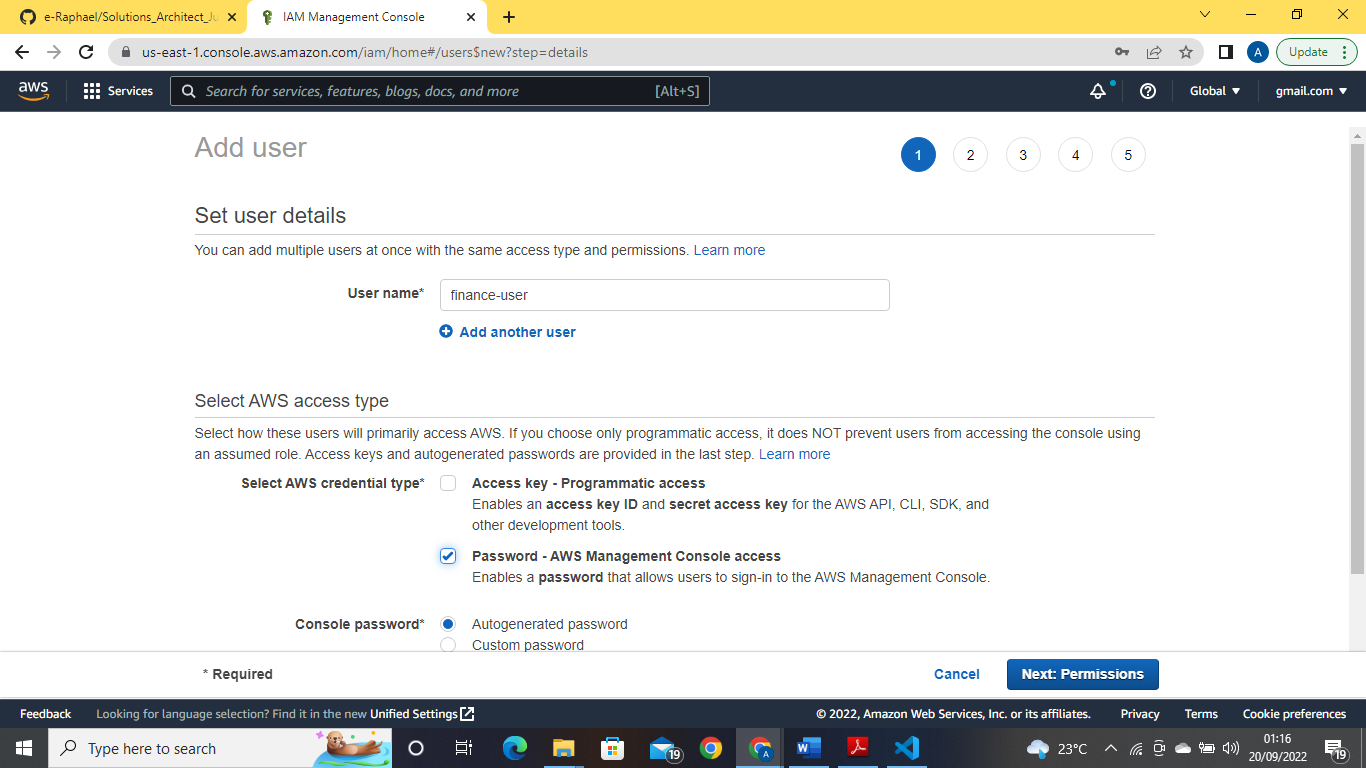 e-Raphael/Solutions_Architect_Ju
IAM Management Console
us-east-1.console.aws.amazon.com/iam/home#/users$new?step=details
A
Update
aws
Services
Search for services, features, blogs, docs, and more
[Alt+S]
Global
gmail.com
Add user
1 2 3 4 5
Set user details
You can add multiple users at once with the same access type and permissions. Learn more
User name*
finance-user
Add another user
Select AWS access type
Select how these users will primarily access AWS. If you choose only programmatic access, it does NOT prevent users from accessing the console using
an assumed role. Access keys and autogenerated passwords are provided in the last step. Learn more
Select AWS credential type*
Access key - Programmatic access
Enables an access key ID and secret access key for the AWS API, CLI, SDK, and
other development tools.
Password - AWS Management Console access
Enables a password that allows users to sign-in to the AWS Management Console.
Console password*
Autogenerated password
Custom password
* Required
Cancel
Next: Permissions
Feedback
Looking for language selection? Find it in the new Unified Settings
© 2022, Amazon Web Services, Inc. or its affiliates.
Privacy
Terms
Cookie preferences
Type here to search
19
A
23°C
01:16
20/09/2022
19